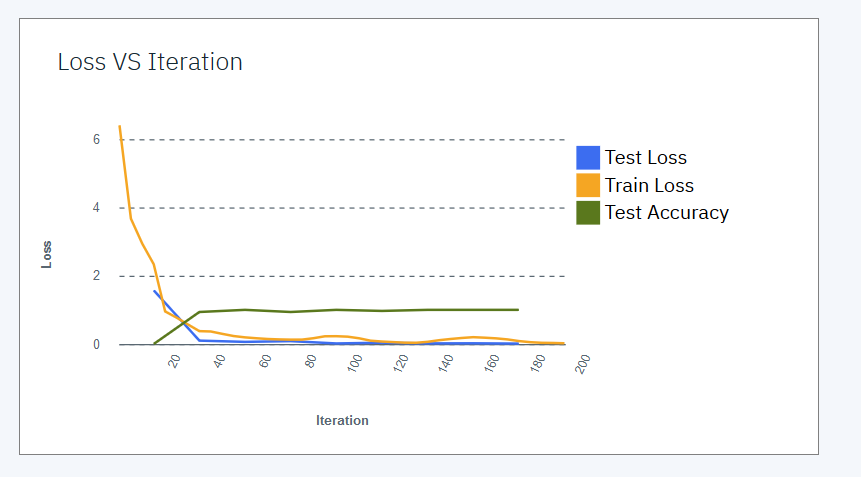 Loss VS Iteration
6
4
2
0
Loss
20
40
60
80
100
120
140
160
180
200
Iteration
Test Loss
Train Loss
Test Accuracy